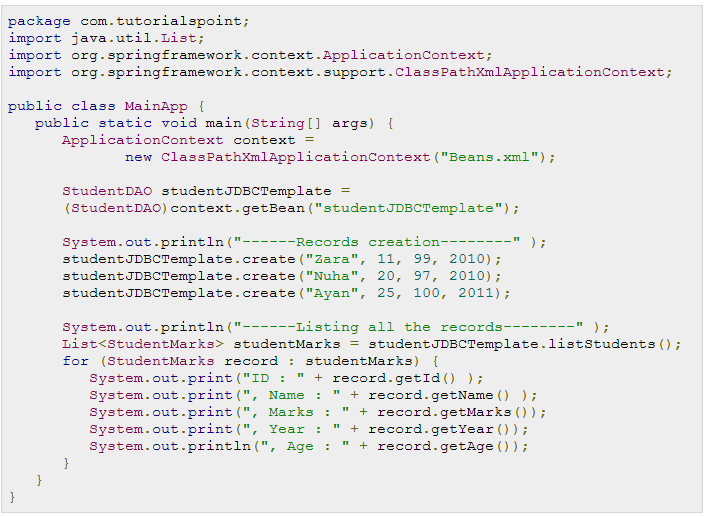 package com.tutorialspoint;
import java.util.List;
import org.springframework.context.ApplicationContext;
import org.springframework.context.support.ClassPathXmlApplicationContext;

public class MainApp {
   public static void main(String[] args) {
      ApplicationContext context =
             new ClassPathXmlApplicationContext("Beans.xml");

      StudentDAO studentJDBCTemplate =
      (StudentDAO)context.getBean("studentJDBCTemplate");

      System.out.println("------Records creation--------" );
      studentJDBCTemplate.create("Zara", 11, 99, 2010);
      studentJDBCTemplate.create("Nuha", 20, 97, 2010);
      studentJDBCTemplate.create("Ayan", 25, 100, 2011);

      System.out.println("------Listing all the records--------" );
      List<StudentMarks> studentMarks = studentJDBCTemplate.listStudents();
      for (StudentMarks record : studentMarks) {
         System.out.print("ID : " + record.getId() );
         System.out.print(", Name : " + record.getName() );
         System.out.print(", Marks : " + record.getMarks());
         System.out.print(", Year : " + record.getYear());
         System.out.println(", Age : " + record.getAge());
      }
   }
}